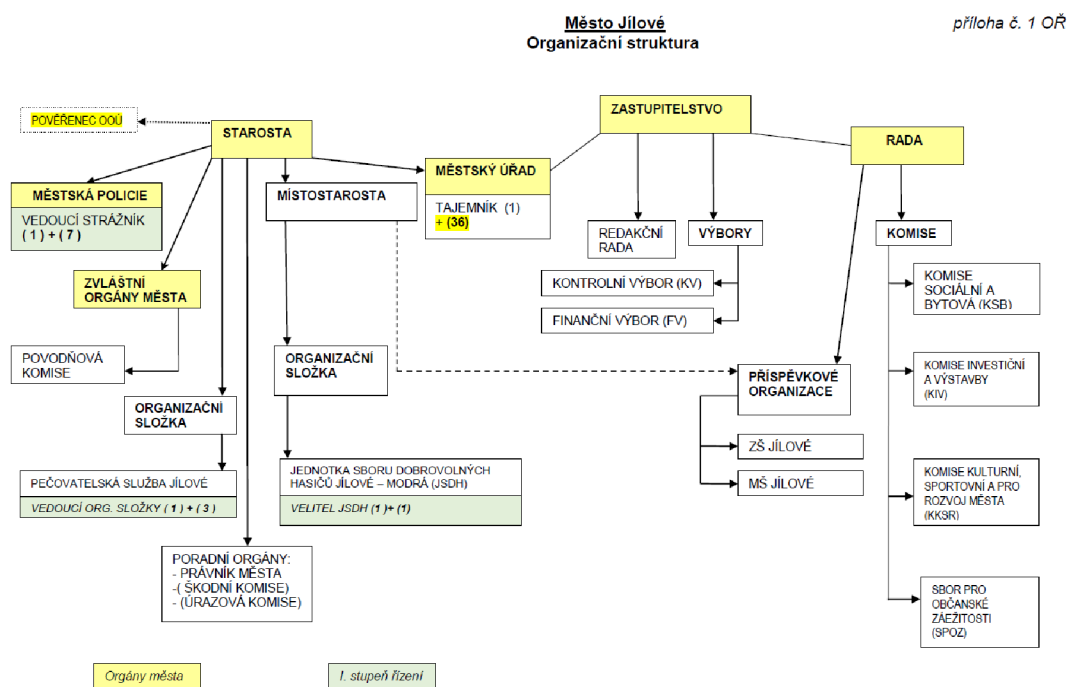 Město Jílové
Organizační struktura
příloha č. 1 OŘ
POVĚŘENEC OOÚ
STAROSTA
ZASTUPITELSTVO
RADA
MĚSTSKÁ POLICIE
VEDOUCÍ STRÁŽNÍK
( 1 ) + ( 7 )
MÍSTOSTAROSTA
MĚSTSKÝ ÚŘAD
TAJEMNÍK (1)
+ (36)
REDAKČNÍ
RADA
VÝBORY
KOMISE
ZVLÁŠTNÍ
ORGÁNY MĚSTA
KONTROLNÍ VÝBOR (KV)
FINANČNÍ VÝBOR (FV)
KOMISE
SOCIÁLNÍ A
BYTOVÁ (KSB)
POVODŇOVÁ
KOMISE
ORGANIZAČNÍ
SLOŽKA
ORGANIZAČNÍ
SLOŽKA
PŘÍSPĚVKOVÉ
ORGANIZACE
KOMISE INVESTIČNÍ
A VÝSTAVBY
(KIV)
ZŠ JÍLOVÉ
MŠ JÍLOVÉ
PEČOVATELSKÁ SLUŽBA JÍLOVÉ
VEDOUCÍ ORG. SLOŽKY ( 1 ) + ( 3 )
JEDNOTKA SBORU DOBROVOLNÝCH
HASIČŮ JÍLOVÉ – MODRÁ (JSDH)
VELITEL JSDH (1 )+ (1)
KOMISE KULTURNÍ,
SPORTOVNÍ A PRO
ROZVOJ MĚSTA
(KKSR)
PORADNÍ ORGÁNY:
- PRÁVNÍK MĚSTA
-( ŠKODNÍ KOMISE)
- (ÚRAZOVÁ KOMISE)
SBOR PRO
OBČANSKÉ
ZÁEŽITOSTI
(SPOZ)
Orgány města
I. stupeň řízení